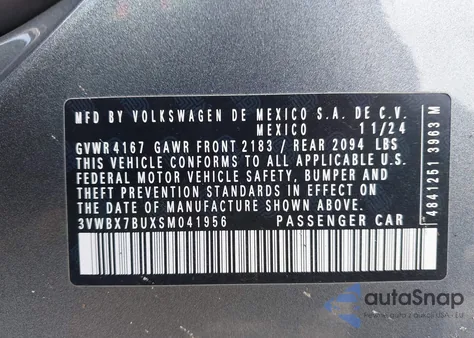 MFD BY VOLKSWAGEN DE MEXICO S.A. DE C.V.
MEXICO 11/24
GVWR 4167 GAWR FRONT 2183 / REAR 2094 LBS
THIS VEHICLE CONFORMS TO ALL APPLICABLE U.S.
FEDERAL MOTOR VEHICLE SAFETY, BUMPER AND
THEFT PREVENTION STANDARDS IN EFFECT ON
THE DATE OF MANUFACTURE SHOWN ABOVE.
3VWBX7BUXSM041956 PASSENGER CAR
4841251 3963 M
autoSnap